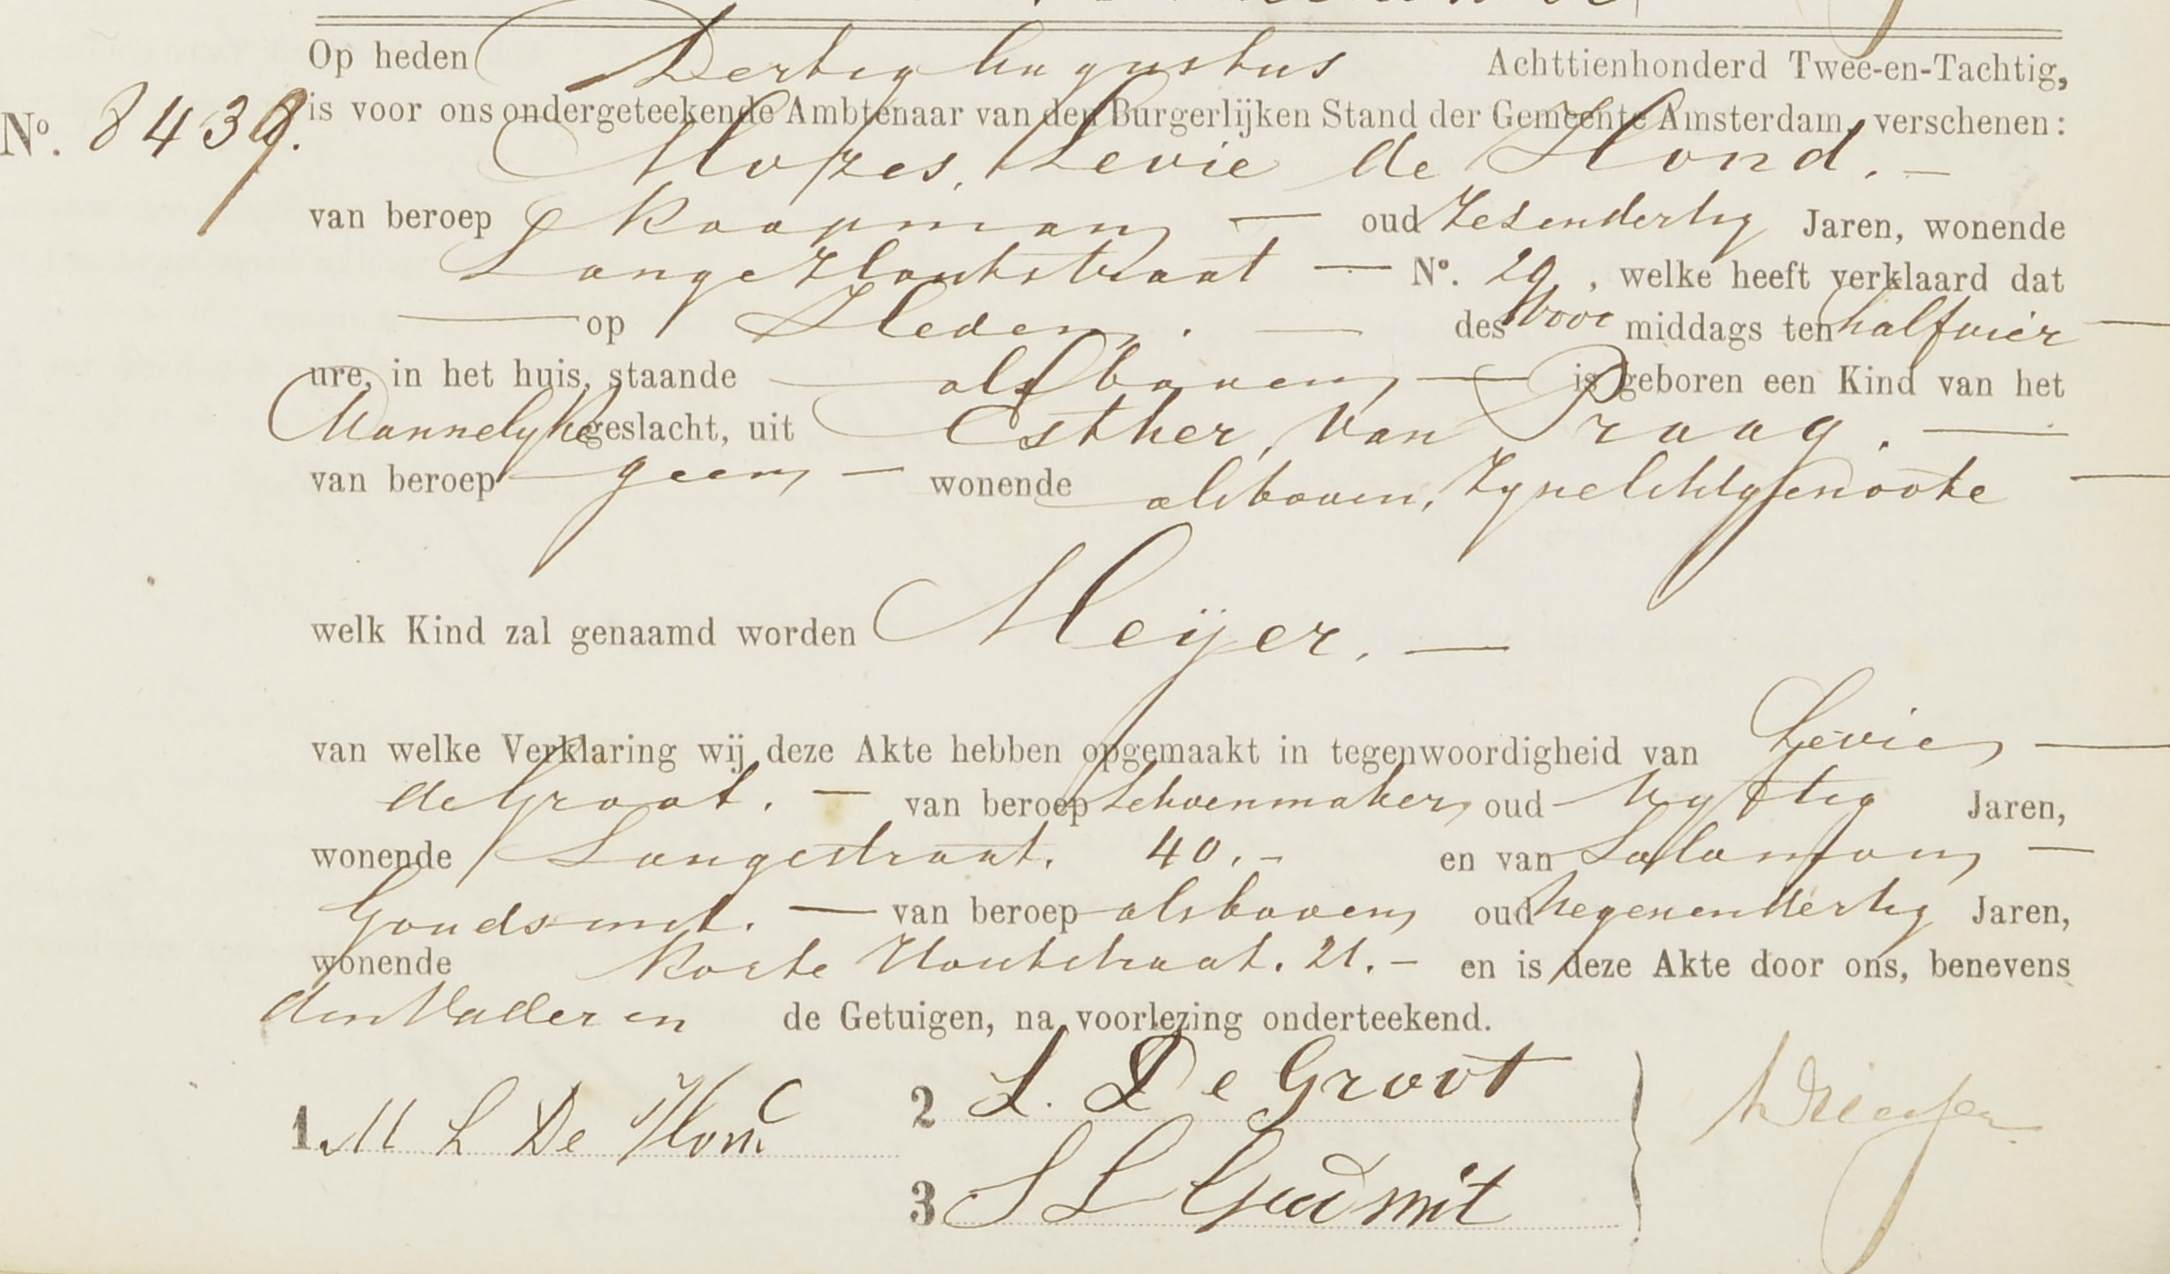 Op heden Dertig Augustus Achttienhonderd Twee-en-Tachtig,
No. 8439. is voor ons ondergeteekende Ambtenaar van den Burgerlijken Stand der Gemeente Amsterdam, verschenen:
Mozes, Levie de Hond. —
van beroep Koopman — oud Zesendertig Jaren, wonende
Lange Houtstraat — No. 29, welke heeft verklaard dat
— op Heden. — des Voor middags ten half vier —
ure, in het huis, staande — alsboven, — is geboren een Kind van het
Mannelyke geslacht, uit Esther, Van Praag. —
van beroep — geen, — wonende alsboven, Zyne Echtgenoote —
welk Kind zal genaamd worden Meijer. —
van welke Verklaring wij deze Akte hebben opgemaakt in tegenwoordigheid van Levie —
de Groot. — van beroep Schoenmaker, oud Vyftig Jaren,
wonende Langestraat. 40. - en van Salomon —
Goudsmit. — van beroep alsboven, oud Negenendertig Jaren,
wonende Korte Houtstraat. 21. - en is deze Akte door ons, benevens
den Vader en de Getuigen, na voorlezing onderteekend.
1. M L De Hond 2 L. De Groot
3 S L Goudsmit